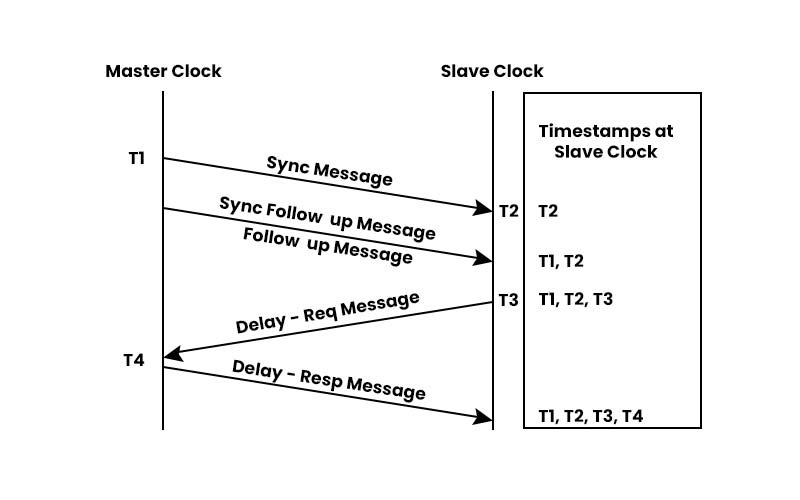 Master Clock
Slave Clock
Timestamps at
Slave Clock
T1
Sync Message
T2
T2
Sync Follow up Message
Follow up Message
T1, T2
T3
T1, T2, T3
Delay - Req Message
T4
Delay - Resp Message
T1, T2, T3, T4